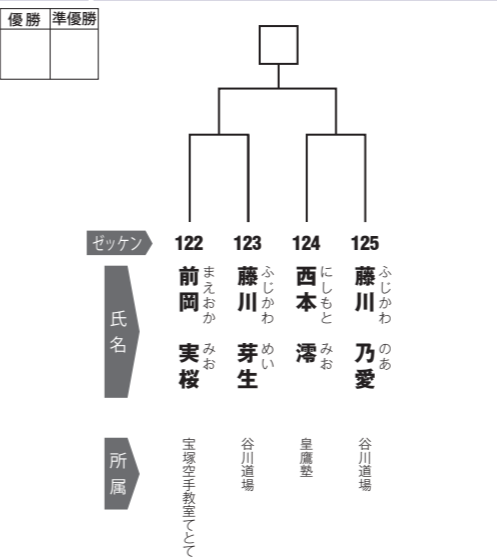 優勝 準優勝
ゼッケン 122 123 124 125
氏名
前岡 実桜
まえおか みお
藤川 芽生
ふじかわ めい
西本 澪
にしもと みお
藤川 乃愛
ふじかわ のあ
所属
宝塚空手教室てとて
谷川道場
皇鷹塾
谷川道場